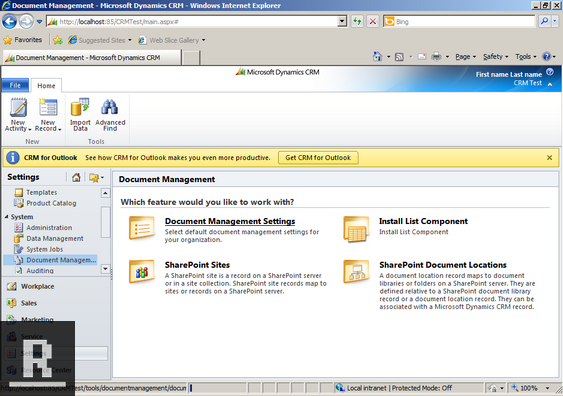 Document Management - Microsoft Dynamics CRM - Windows Internet Explorer
http://localhost:85/CRMTest/main.aspx#
Bing
Favorites
Suggested Sites
Web Slice Gallery
Document Management - Microsoft Dynamics CRM
Page
Safety
Tools
Microsoft Dynamics CRM
First name Last name
CRM Test
File
Home
New Activity
New Record
Import Data
Advanced Find
New
Tools
CRM for Outlook
See how CRM for Outlook makes you even more productive.
Get CRM for Outlook
Settings
Templates
Product Catalog
System
Administration
Data Management
System Jobs
Document Managem...
Auditing
Workplace
Sales
Marketing
Service
Settings
Resource Center
Document Management
Which feature would you like to work with?
Document Management Settings
Select default document management settings for
your organization.
Install List Component
Install List Component
SharePoint Sites
A SharePoint site is a record on a SharePoint server
or in a site collection. SharePoint site records map to
sites or records on a SharePoint server.
SharePoint Document Locations
A document location record maps to document
libraries or folders on a SharePoint server. They are
defined relative to a SharePoint document library
record or a document location record. They can be
associated with a Microsoft Dynamics CRM record.
R
http://localhost:85/CRMTest/tools/documentmanagement/docum
Local intranet | Protected Mode: Off
100%